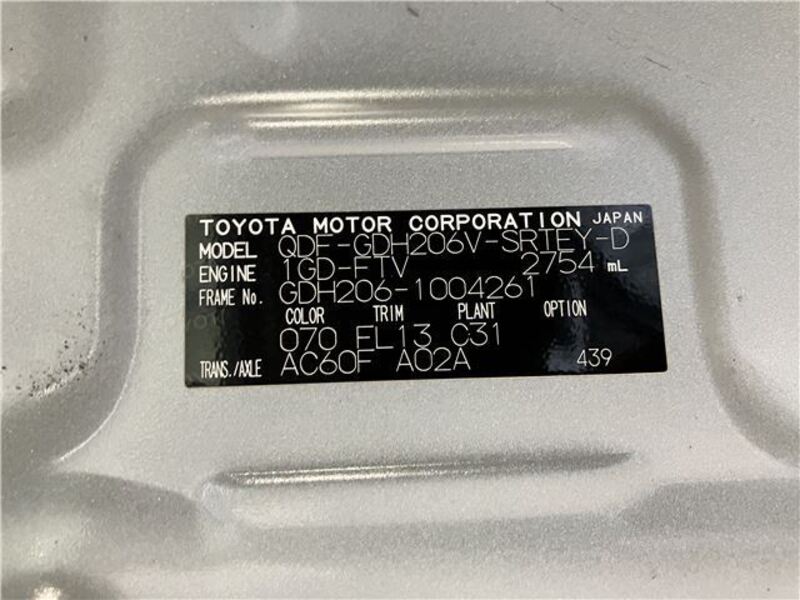 TOYOTA MOTOR CORPORATION JAPAN
MODEL QDF-GDH206V-SRTEY-D
ENGINE 1GD-FTV 2754 mL
FRAME No. GDH206-1004261
COLOR TRIM PLANT OPTION
070 FL13 C31
TRANS./AXLE AC60F A02A 439